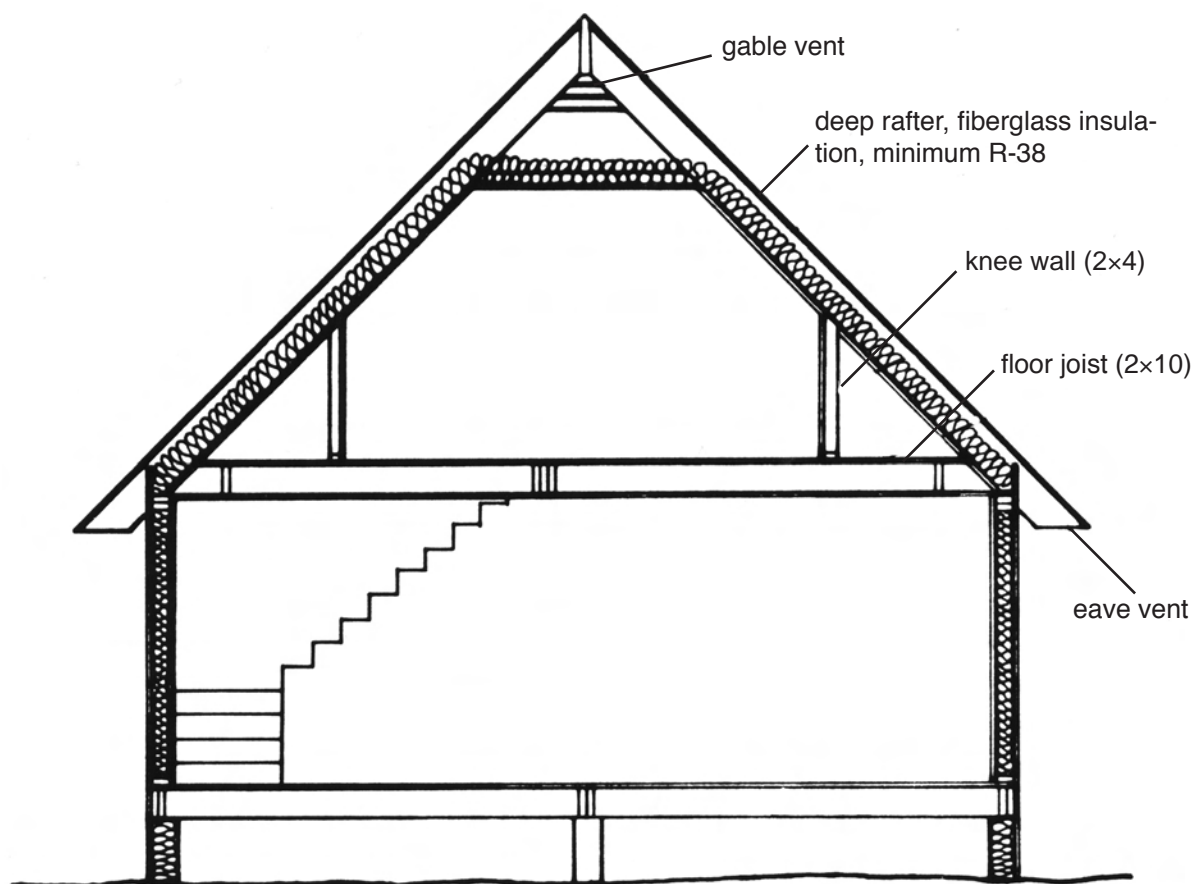 gable vent
deep rafter, fiberglass insula-
tion, minimum R-38
knee wall (2×4)
floor joist (2×10)
eave vent